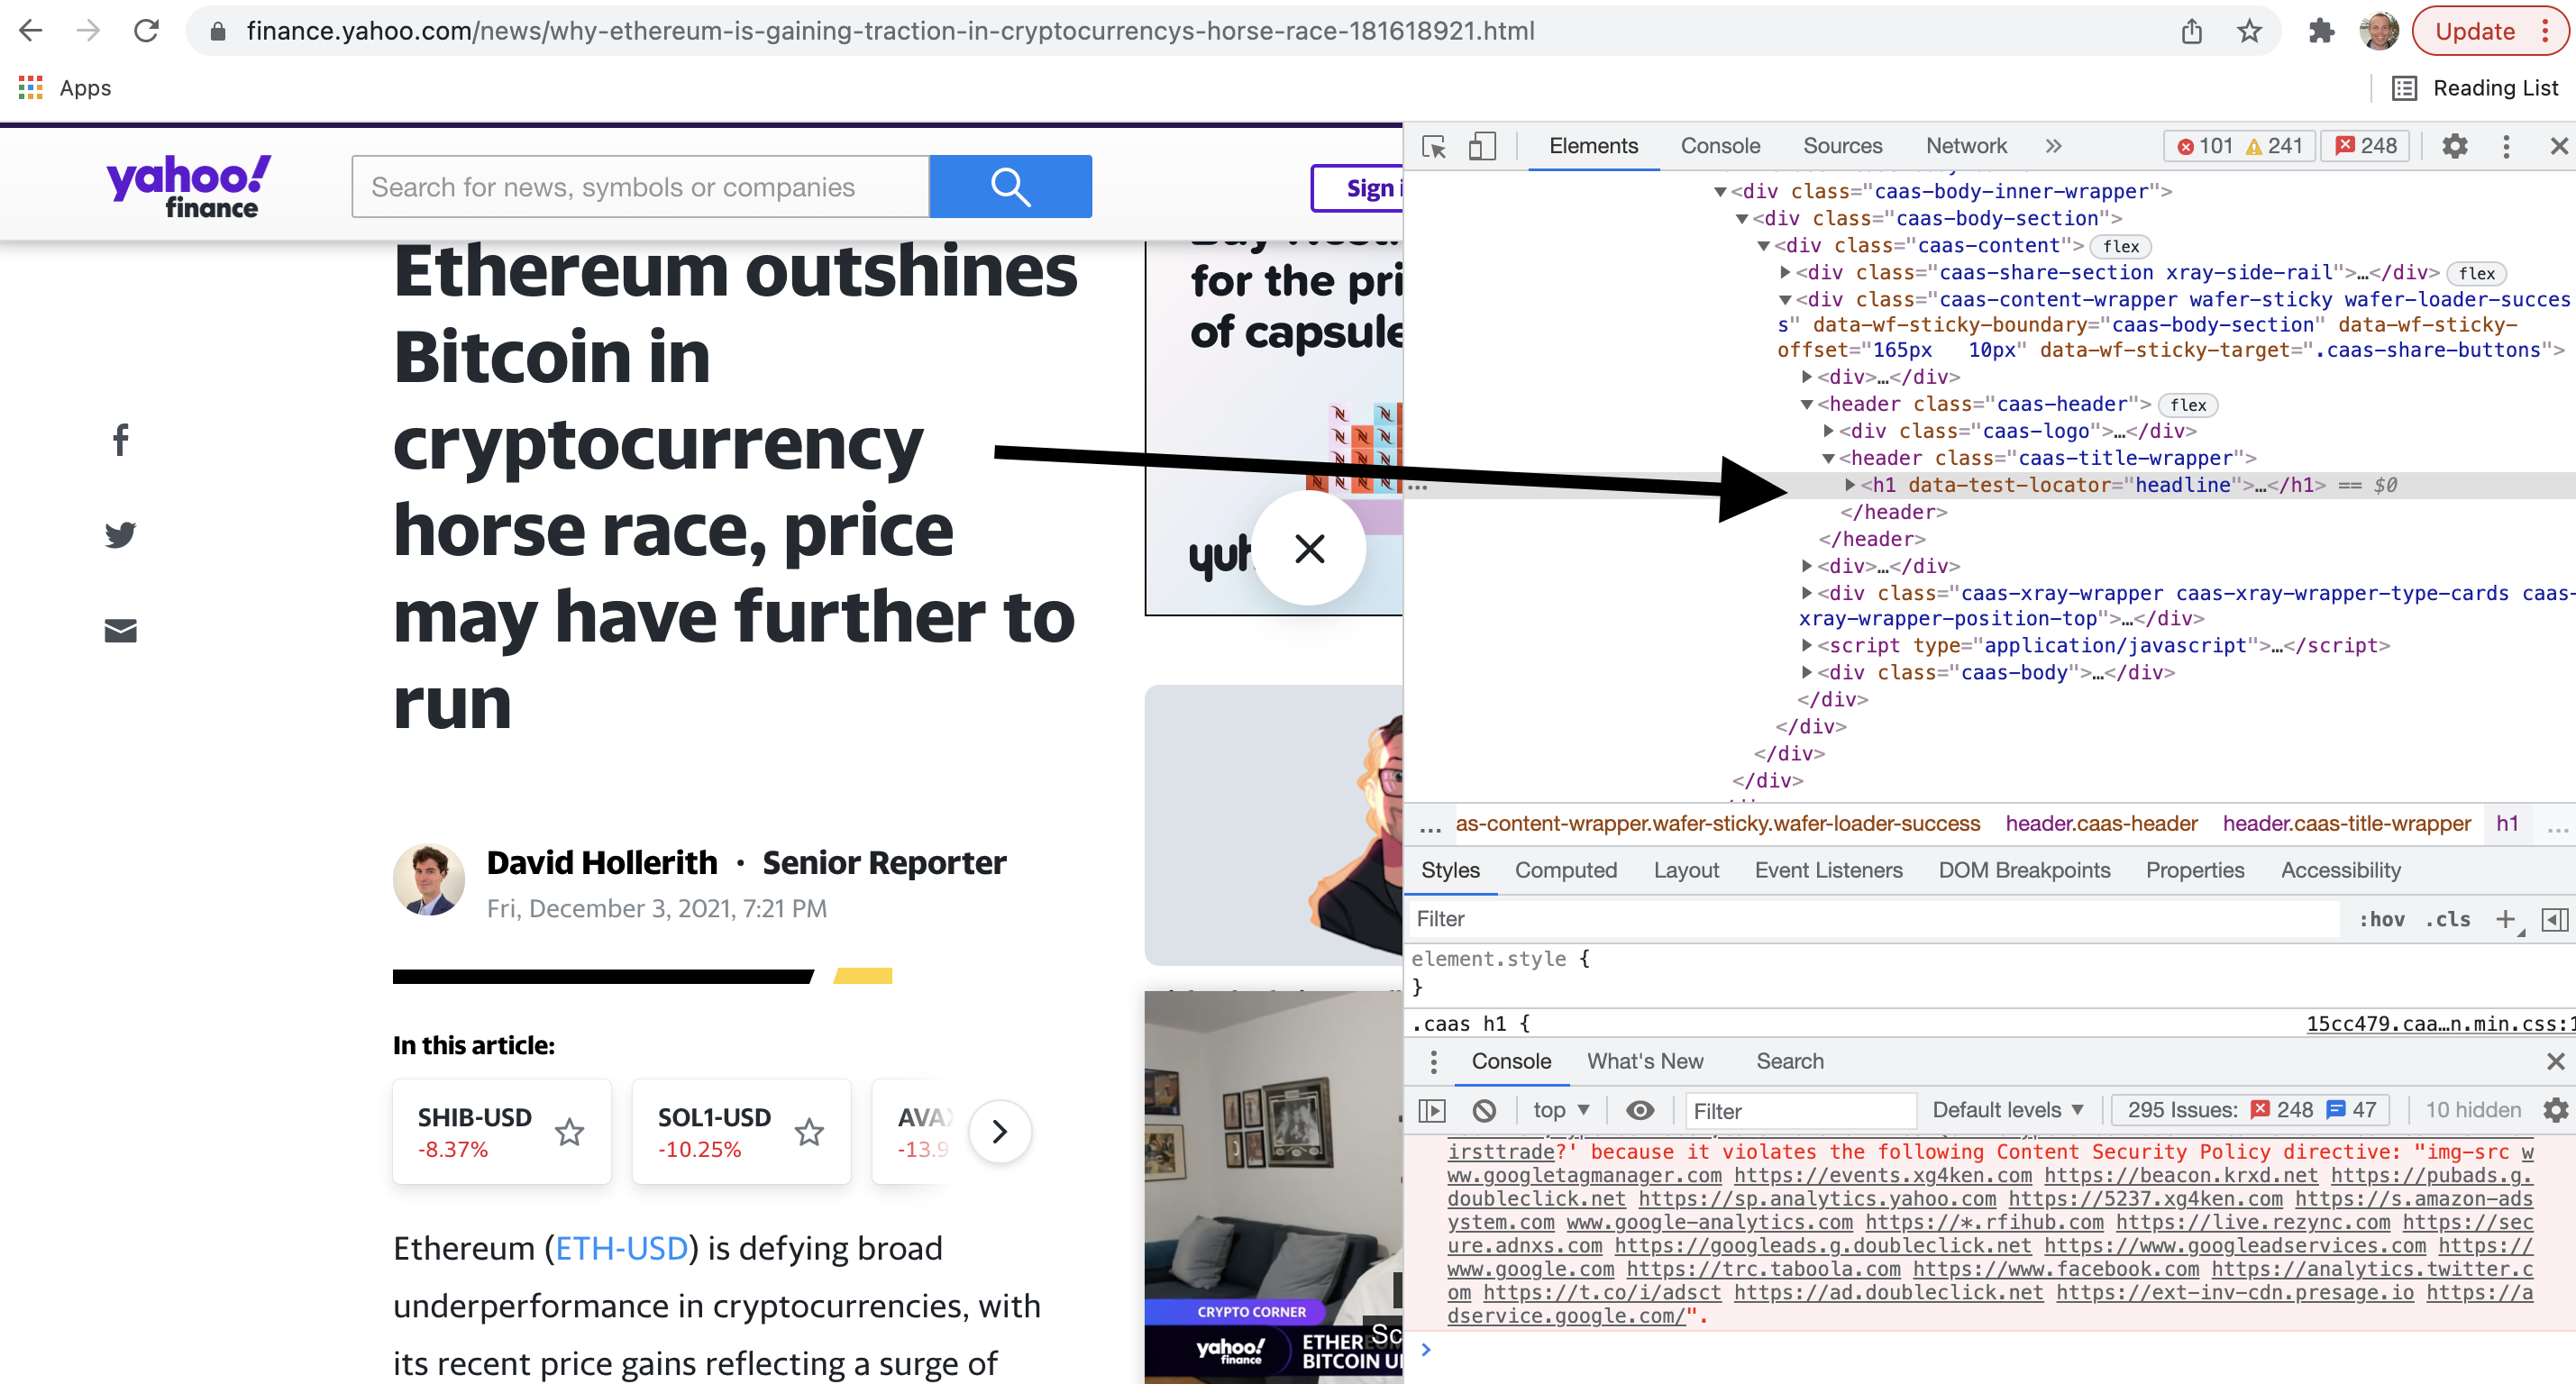 finance.yahoo.com/news/why-ethereum-is-gaining-traction-in-cryptocurrencys-horse-race-181618921.html
Update
Apps
Reading List
yahoo!
finance
Search for news, symbols or companies
Sign i
Ethereum outshines
Bitcoin in
cryptocurrency
horse race, price
may have further to
run
for the pri
of capsule
yuh
David Hollerith · Senior Reporter
Fri, December 3, 2021, 7:21 PM
In this article:
SHIB-USD
-8.37%
SOL1-USD
-10.25%
AVAX
-13.9
Ethereum (ETH-USD) is defying broad
underperformance in cryptocurrencies, with
its recent price gains reflecting a surge of
CRYPTO CORNER
yahoo!
finance
ETHER
BITCOIN U
Sc
Elements Console Sources Network » 101 241 248
▼<div class="caas-body-inner-wrapper">
▼<div class="caas-body-section">
▼<div class="caas-content"> flex
▶<div class="caas-share-section xray-side-rail">…</div> flex
▼<div class="caas-content-wrapper wafer-sticky wafer-loader-succes
s" data-wf-sticky-boundary="caas-body-section" data-wf-sticky-
offset="165px   10px" data-wf-sticky-target=".caas-share-buttons">
▶<div>…</div>
▼<header class="caas-header"> flex
▶<div class="caas-logo">…</div>
▼<header class="caas-title-wrapper">
… ▶<h1 data-test-locator="headline">…</h1> == $0
</header>
</header>
▶<div>…</div>
▶<div class="caas-xray-wrapper caas-xray-wrapper-type-cards caas-
xray-wrapper-position-top">…</div>
▶<script type="application/javascript">…</script>
▶<div class="caas-body">…</div>
</div>
</div>
</div>
</div>
… as-content-wrapper.wafer-sticky.wafer-loader-success header.caas-header header.caas-title-wrapper h1 …
Styles Computed Layout Event Listeners DOM Breakpoints Properties Accessibility
Filter :hov .cls +
element.style {
}
.caas h1 { 15cc479.caa…n.min.css:1
Console What's New Search
top ▼ Filter Default levels ▼ 295 Issues: 248 47 10 hidden
irsttrade?' because it violates the following Content Security Policy directive: "img-src w
ww.googletagmanager.com https://events.xg4ken.com https://beacon.krxd.net https://pubads.g.
doubleclick.net https://sp.analytics.yahoo.com https://5237.xg4ken.com https://s.amazon-ads
ystem.com www.google-analytics.com https://*.rfihub.com https://live.rezync.com https://sec
ure.adnxs.com https://googleads.g.doubleclick.net https://www.googleadservices.com https://
www.google.com https://trc.taboola.com https://www.facebook.com https://analytics.twitter.c
om https://t.co/i/adsct https://ad.doubleclick.net https://ext-inv-cdn.presage.io https://a
dservice.google.com/".